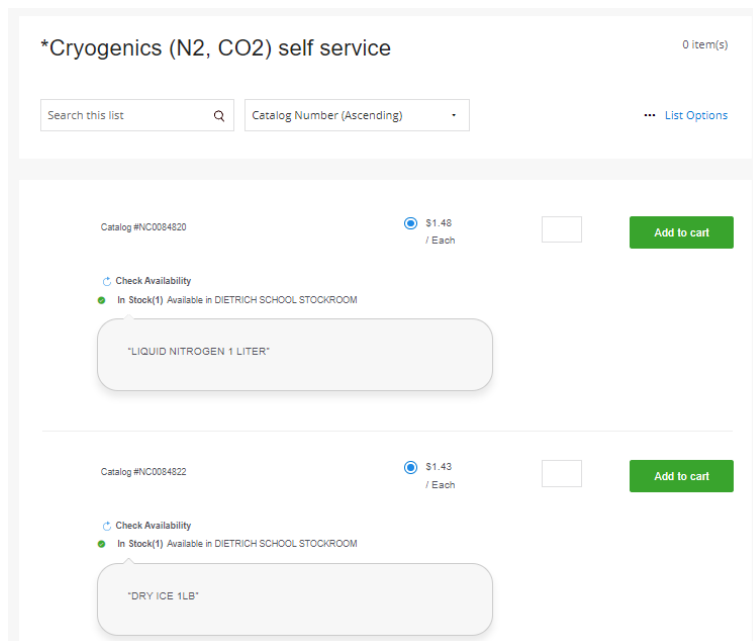 *Cryogenics (N2, CO2) self service
0 item(s)
Search this list
Catalog Number (Ascending)
List Options
Catalog #NC0084820
$1.48
/ Each
Add to cart
Check Availability
In Stock(1) Available in DIETRICH SCHOOL STOCKROOM
"LIQUID NITROGEN 1 LITER"
Catalog #NC0084822
$1.43
/ Each
Add to cart
Check Availability
In Stock(1) Available in DIETRICH SCHOOL STOCKROOM
"DRY ICE 1LB"